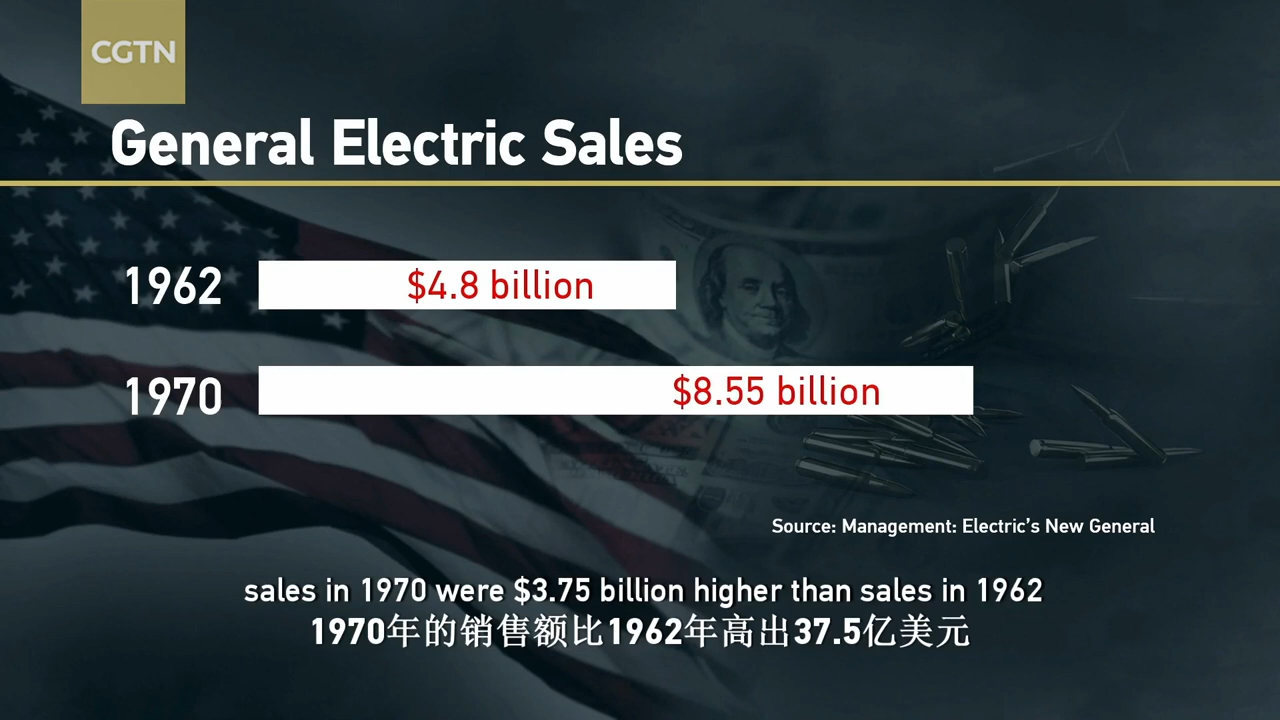 CGTN
General Electric Sales
1962 $4.8 billion
1970 $8.55 billion
Source: Management: Electric's New General
sales in 1970 were $3.75 billion higher than sales in 1962
1970年的销售额比1962年高出37.5亿美元